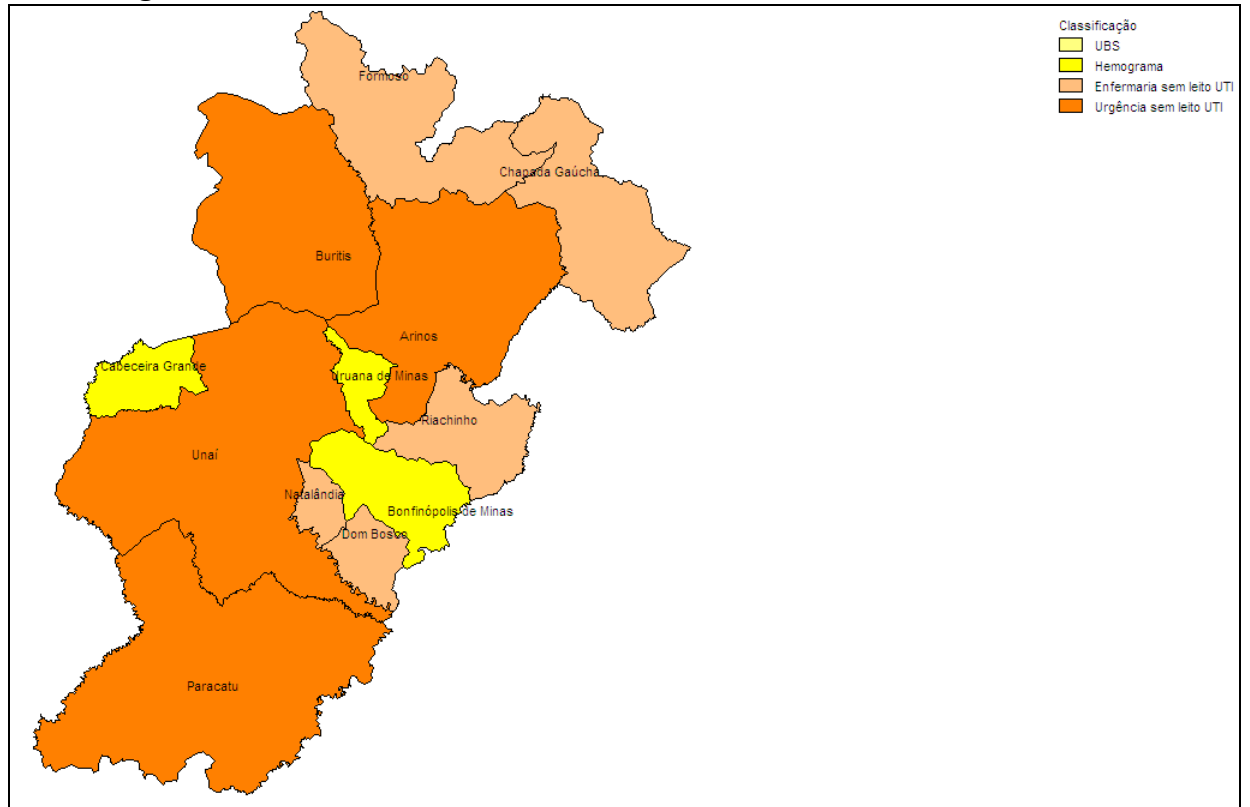 Classificação
UBS
Hemograma
Enfermaria sem leito UTI
Urgência sem leito UTI
Formoso
Chapada Gaúcha
Buritis
Arinos
Cabeceira Grande
Uruana de Minas
Riachinho
Unaí
Natalândia
Bonfinópolis de Minas
Dom Bosco
Paracatu